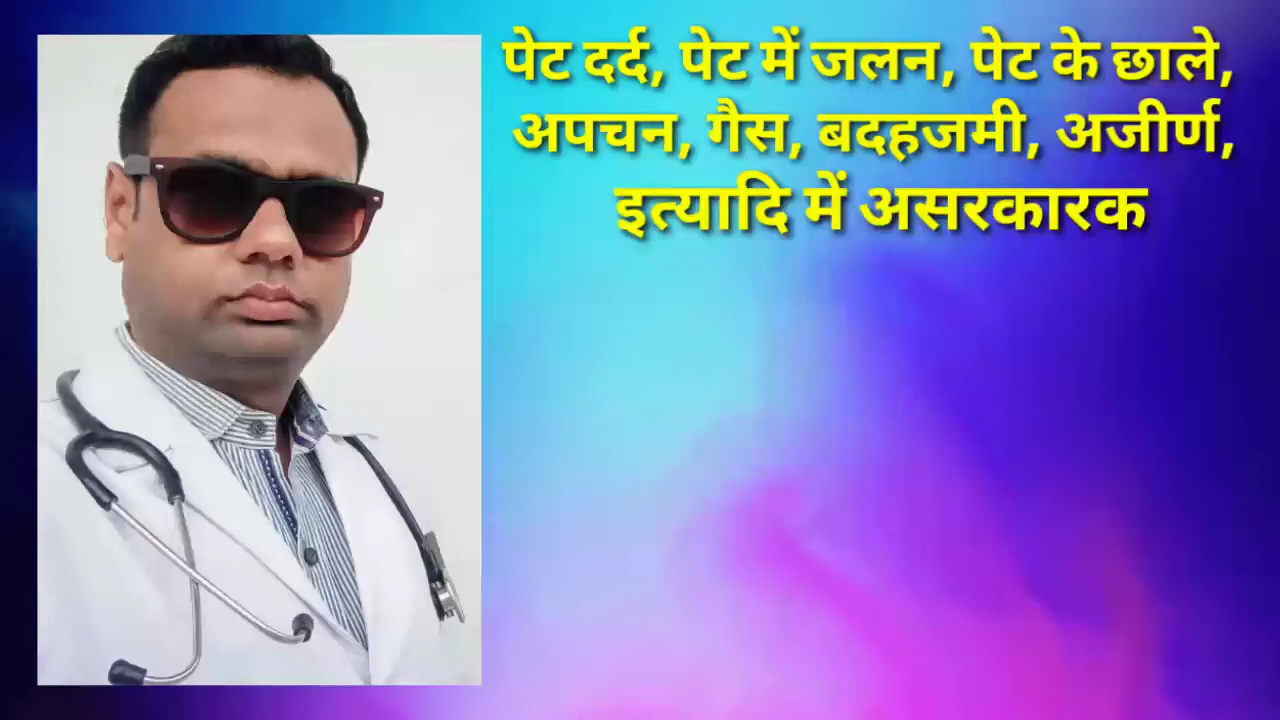 पेट दर्द, पेट में जलन, पेट के छाले,
अपचन, गैस, बदहजमी, अजीर्ण,
इत्यादि में असरकारक